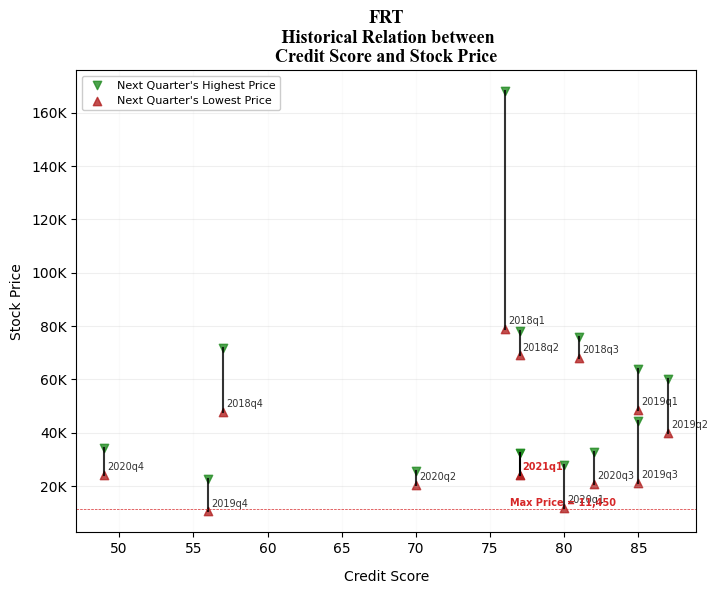 FRT
Historical Relation between
Credit Score and Stock Price
Next Quarter's Highest Price
Next Quarter's Lowest Price
160K
140K
120K
100K
80K
60K
40K
20K
Stock Price
2018q1
2018q2
2018q3
2018q4
2019q1
2019q2
2020q4
2021q1
2020q2
2020q3
2019q3
2019q4
2020q1
Max Price = 11,450
50
55
60
65
70
75
80
85
Credit Score